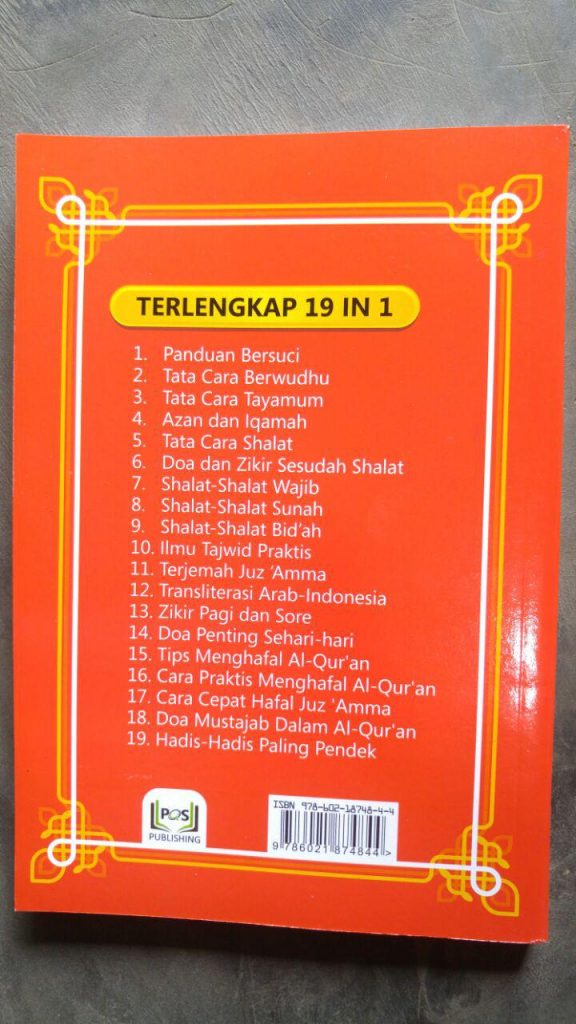 TERLENGKAP 19 IN 1
1. Panduan Bersuci
2. Tata Cara Berwudhu
3. Tata Cara Tayamum
4. Azan dan Iqamah
5. Tata Cara Shalat
6. Doa dan Zikir Sesudah Shalat
7. Shalat-Shalat Wajib
8. Shalat-Shalat Sunah
9. Shalat-Shalat Bid'ah
10. Ilmu Tajwid Praktis
11. Terjemah Juz 'Amma
12. Transliterasi Arab-Indonesia
13. Zikir Pagi dan Sore
14. Doa Penting Sehari-hari
15. Tips Menghafal Al-Qur'an
16. Cara Praktis Menghafal Al-Qur'an
17. Cara Cepat Hafal Juz 'Amma
18. Doa Mustajab Dalam Al-Qur'an
19. Hadis-Hadis Paling Pendek
PQS
PUBLISHING
ISBN 978-602-18748-4-4
9 786021 874844 >